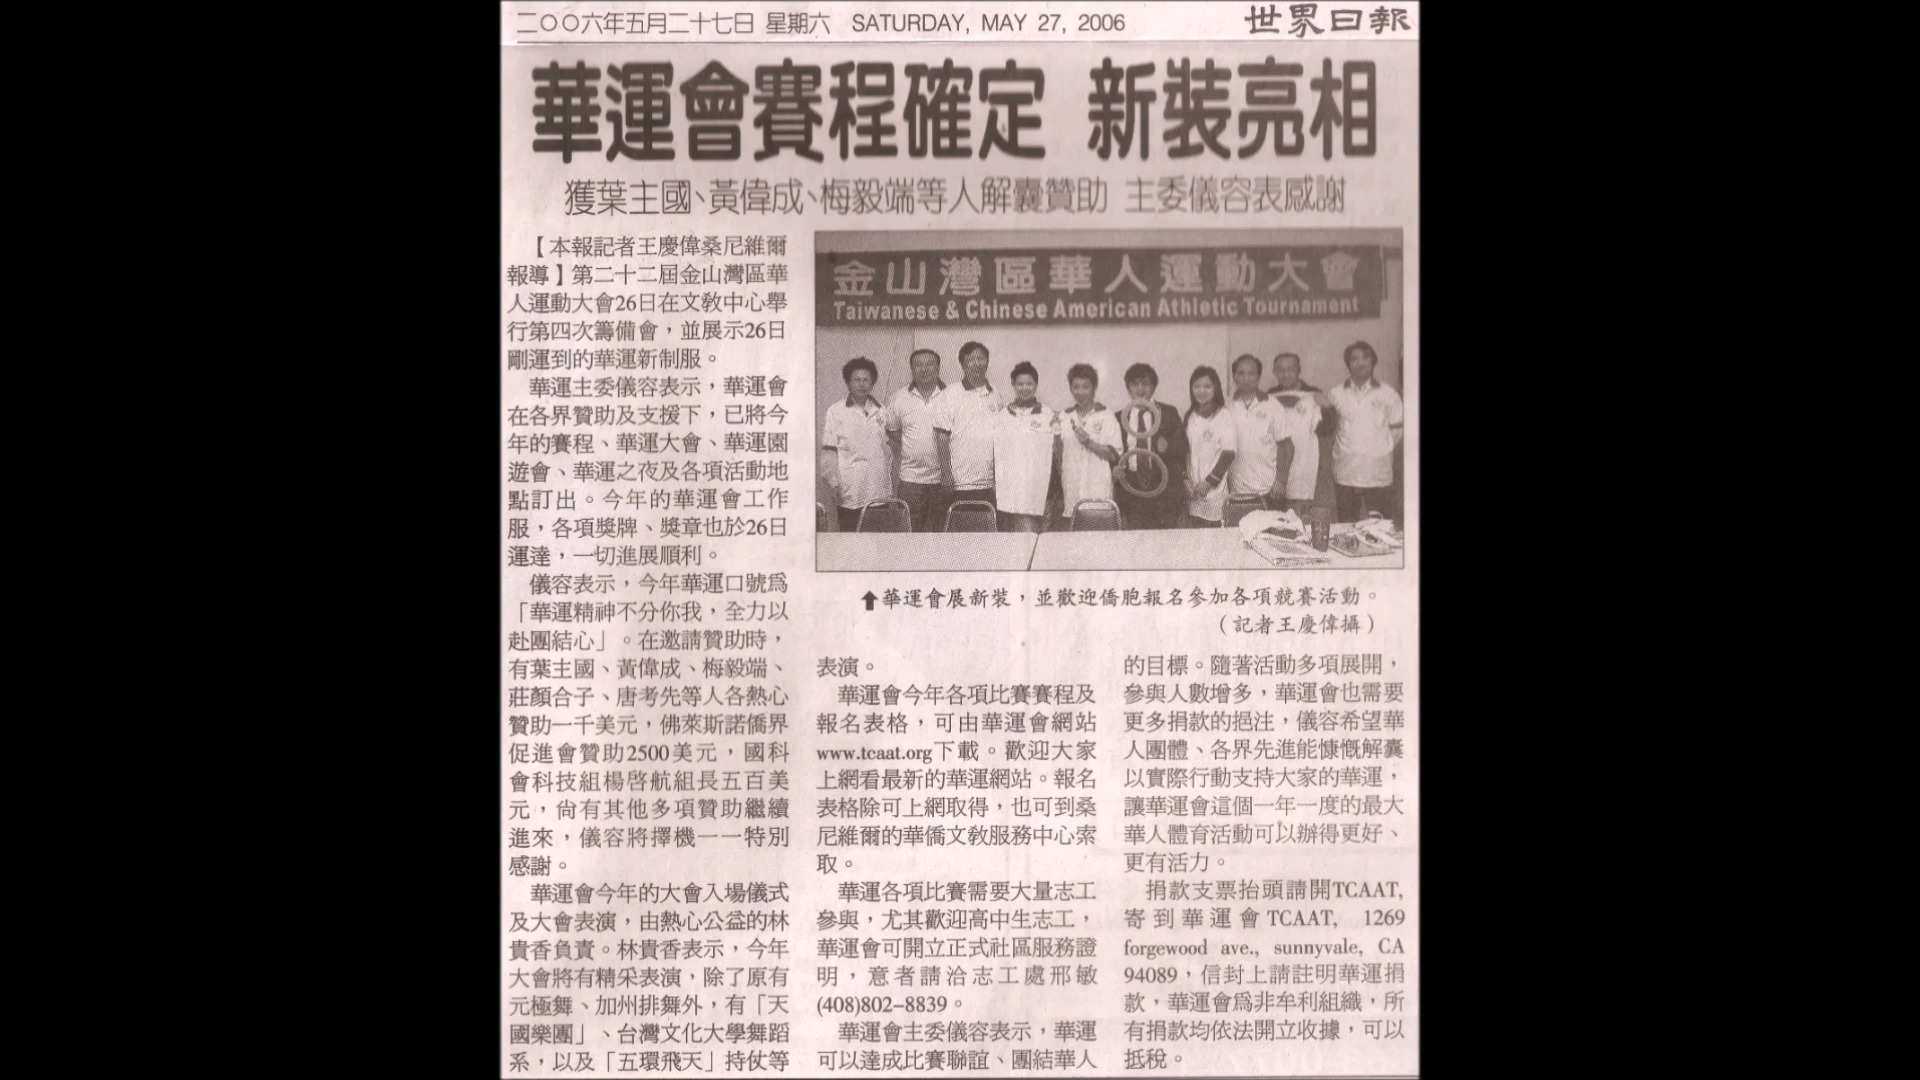 二〇〇六年五月二十七日 星期六 SATURDAY, MAY 27, 2006
世界日報
華運會賽程確定 新裝亮相
獲葉主國、黃偉成、梅毅端等人解囊贊助 主委儀容表感謝
【本報記者王慶偉桑尼維爾
報導】第二十二屆金山灣區華
人運動大會26日在文教中心舉
行第四次籌備會，並展示26日
剛運到的華運新制服。
華運主委儀容表示，華運會
在各界贊助及支援下，已將今
年的賽程、華運大會、華運園
遊會、華運之夜及各項活動地
點訂出。今年的華運會工作
服，各項獎牌、獎章也於26日
運達，一切進展順利。
儀容表示，今年華運口號為
「華運精神不分你我，全力以
赴團結心」。在邀請贊助時，
有葉主國、黃偉成、梅毅端、
莊顏合子、唐考先等人各熱心
贊助一千美元，佛萊斯諾僑界
促進會贊助2500美元，國科
會科技組楊啓航組長五百美
元，尚有其他多項贊助繼續
進來，儀容將擇機一一特別
感謝。
華運會今年的大會入場儀式
及大會表演，由熱心公益的林
貴香負責。林貴香表示，今年
大會將有精采表演，除了原有
元極舞、加州排舞外，有「天
國樂團」、台灣文化大學舞蹈
系，以及「五環飛天」持仗等
金山灣區華人運動大會
Taiwanese & Chinese American Athletic Tournament
⬆華運會展新裝，並歡迎僑胞報名參加各項競賽活動。
（記者王慶偉攝）
表演。
華運會今年各項比賽賽程及
報名表格，可由華運會網站
www.tcaat.org下載。歡迎大家
上網看最新的華運網站。報名
表格除可上網取得，也可到桑
尼維爾的華僑文教服務中心索
取。
華運各項比賽需要大量志工
參與，尤其歡迎高中生志工，
華運會可開立正式社區服務證
明，意者請洽志工處邢敏
(408)802-8839。
華運會主委儀容表示，華運
可以達成比賽聯誼、團結華人
的目標。隨著活動多項展開，
參與人數增多，華運會也需要
更多捐款的挹注，儀容希望華
人團體、各界先進能慷慨解囊
以實際行動支持大家的華運，
讓華運會這個一年一度的最大
華人體育活動可以辦得更好、
更有活力。
捐款支票抬頭請開TCAAT,
寄到華運會TCAAT, 1269
forgewood ave., sunnyvale, CA
94089，信封上請註明華運捐
款，華運會為非牟利組織，所
有捐款均依法開立收據，可以
抵稅。